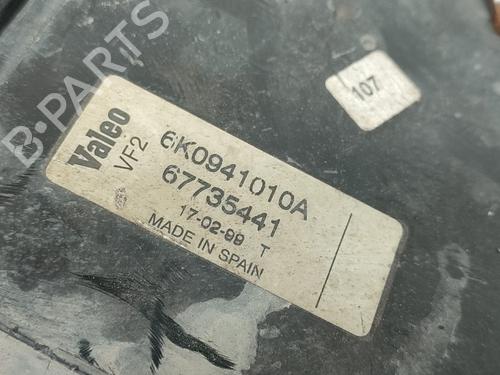 B-PARTS
107
Valeo
VF2
6K0941010A
67735441
17-02-99 T
MADE IN SPAIN